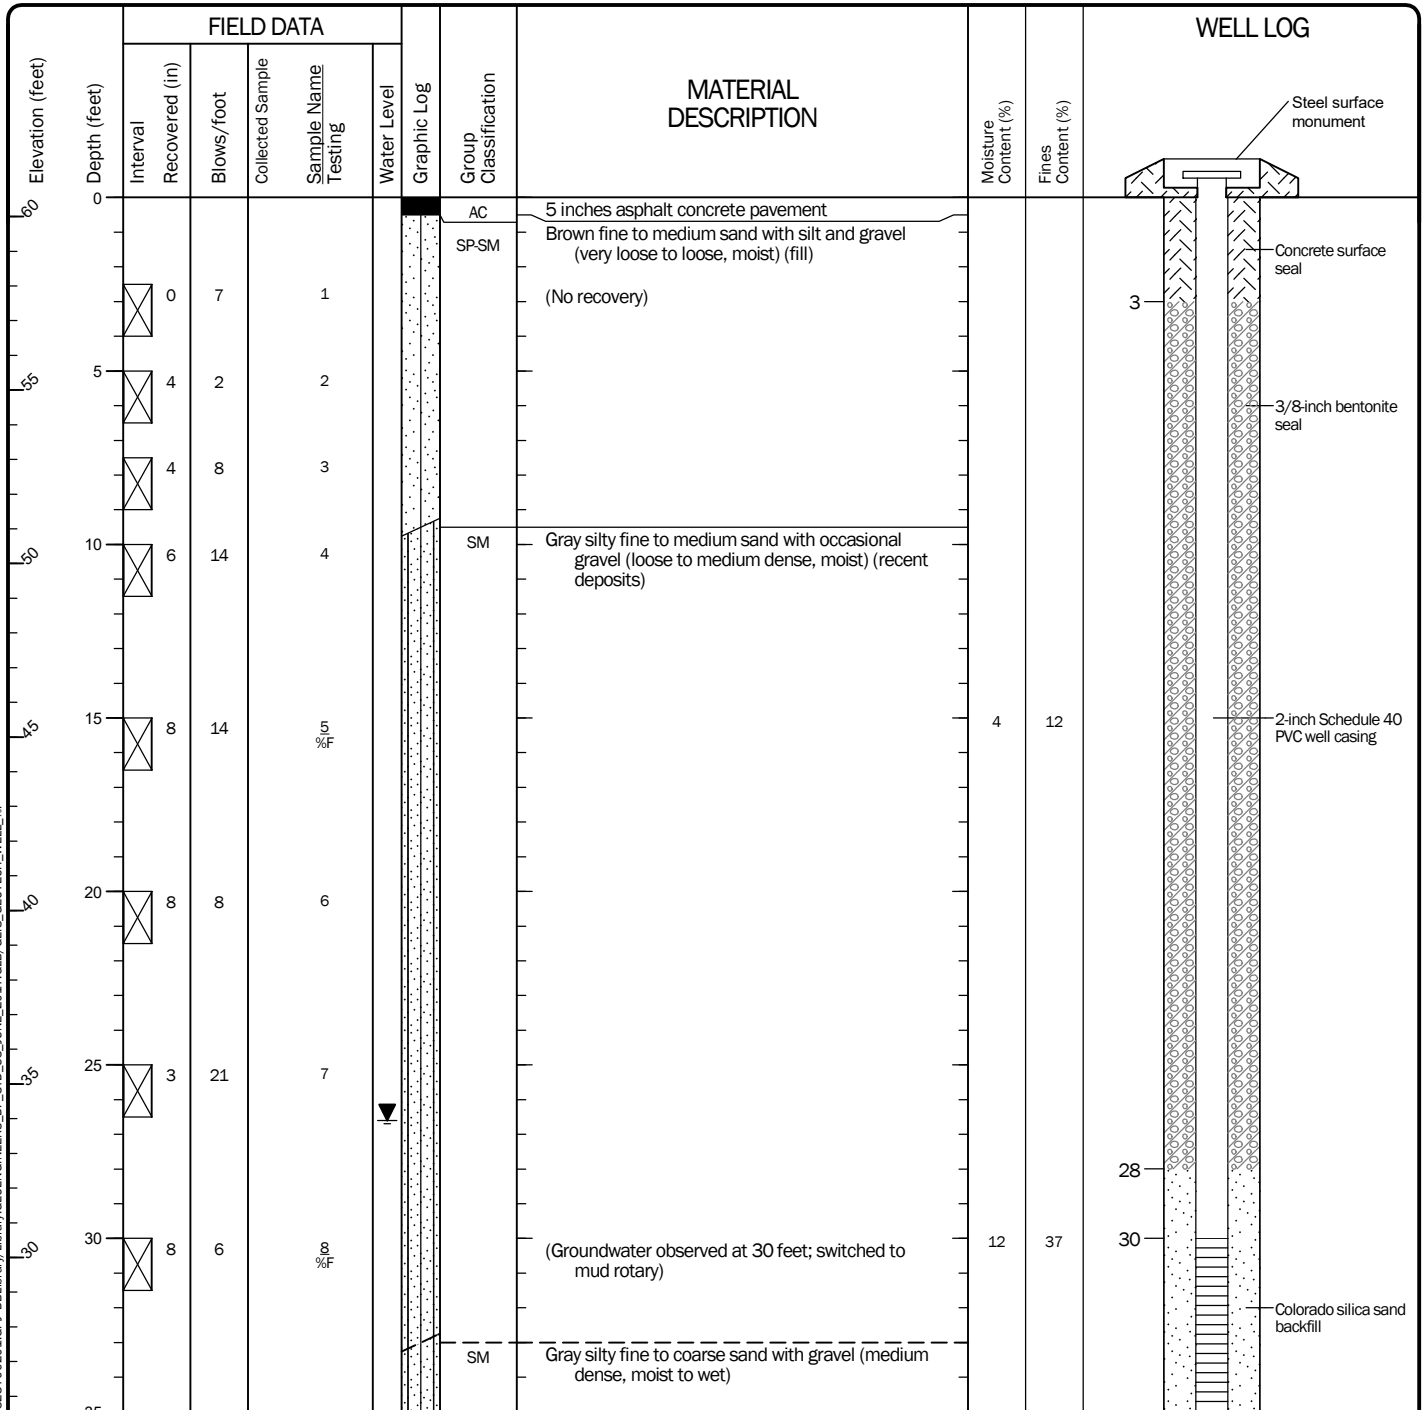 FIELD DATA
WELL LOG
Elevation (feet)
Depth (feet)
Interval
Recovered (in)
Blows/foot
Collected Sample
Sample Name
Testing
Water Level
Graphic Log
Group
Classification
MATERIAL
DESCRIPTION
Moisture
Content (%)
Fines
Content (%)
Steel surface
monument
0
60
AC
5 inches asphalt concrete pavement
SP-SM
Brown fine to medium sand with silt and gravel
(very loose to loose, moist) (fill)
Concrete surface
seal
0 7 1
(No recovery)
3
5
55
4 2 2
3/8-inch bentonite
seal
4 8 3
10
50
6 14 4
SM
Gray silty fine to medium sand with occasional
gravel (loose to medium dense, moist) (recent
deposits)
15
45
8 14 5
%F
4 12
2-inch Schedule 40
PVC well casing
20
40
8 8 6
25
35
3 21 7
28
30
30
8 6 8
%F
(Groundwater observed at 30 feet; switched to
mud rotary)
12 37
30
Colorado silica sand
backfill
SM
Gray silty fine to coarse sand with gravel (medium
dense, moist to wet)